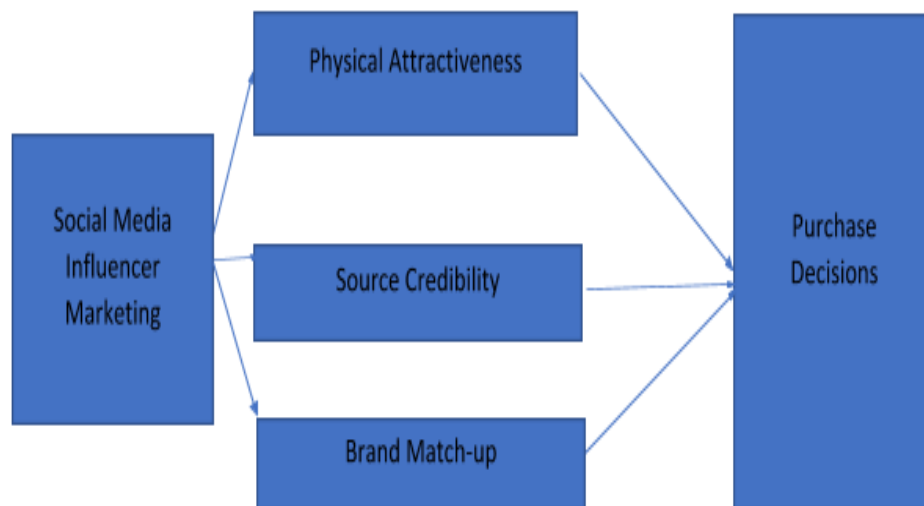 Physical Attractiveness
Social Media
Influencer
Marketing
Source Credibility
Brand Match-up
Purchase
Decisions